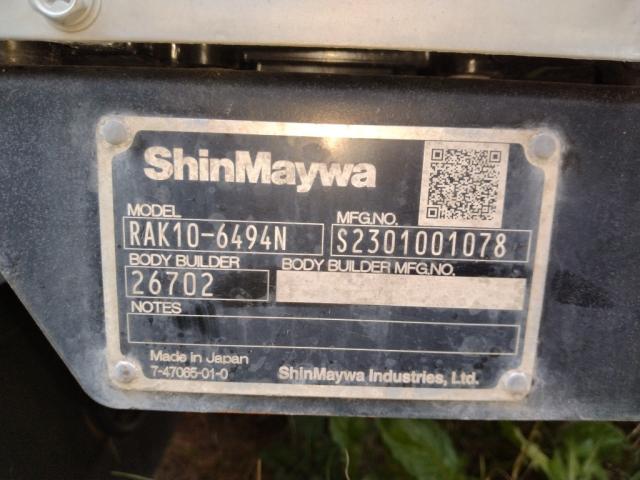 ShinMaywa
MODEL MFG.NO.
RAK10-6494N S2301001078
BODY BUILDER BODY BUILDER MFG.NO.
26702
NOTES
Made in Japan
7-47065-01-0 ShinMaywa Industries, Ltd.